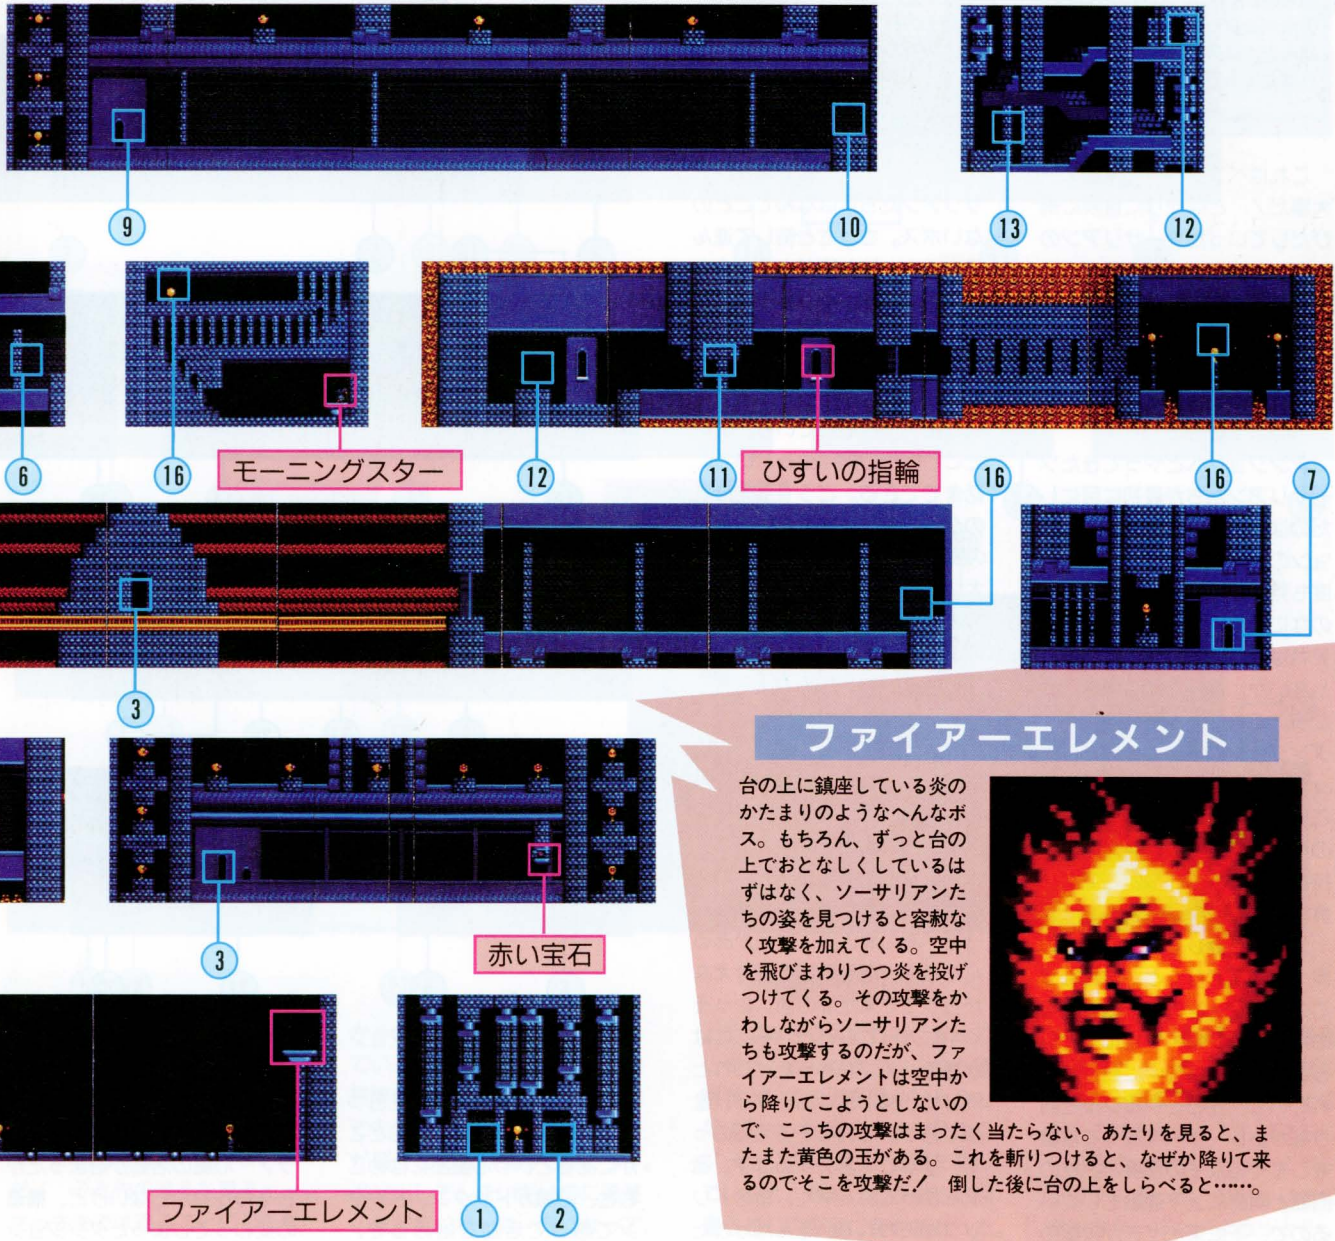 9
10
13
12
6
16
モーニングスター
12
11
ひすいの指輪
16
16
7
3
ファイアーエレメント
台の上に鎮座している炎の
かたまりのようなへんなボ
ス。もちろん、ずっと台の
上でおとなしくしているは
ずはなく、ソーサリアンた
ちの姿を見つけると容赦な
く攻撃を加えてくる。空中
を飛びまわりつつ炎を投げ
つけてくる。その攻撃をか
わしながらソーサリアンた
ちも攻撃するのだが、ファ
イアーエレメントは空中か
ら降りてこようとしないの
で、こっちの攻撃はまったく当たらない。あたりを見ると、ま
たまた黄色の玉がある。これを斬りつけると、なぜか降りて来
るのでそこを攻撃だ! 倒した後に台の上をしらべると……。
3
赤い宝石
ファイアーエレメント
1
2